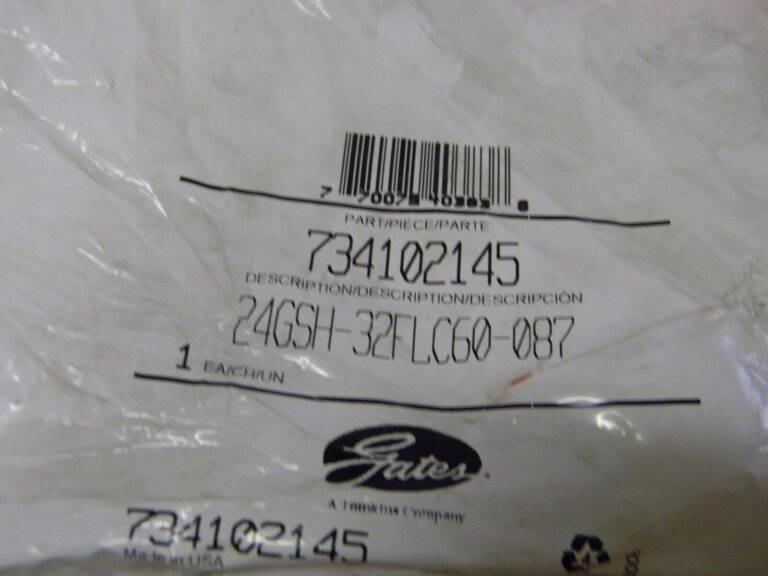 PART/PIÈCE/PARTE
734102145
DESCRIPTION/DESCRIPTION/DESCRIPCIÓN
24GSH-32FLC60-087
1 EA/CH/UN
Gates
A Tomkins Company
734102145
Made in USA
4